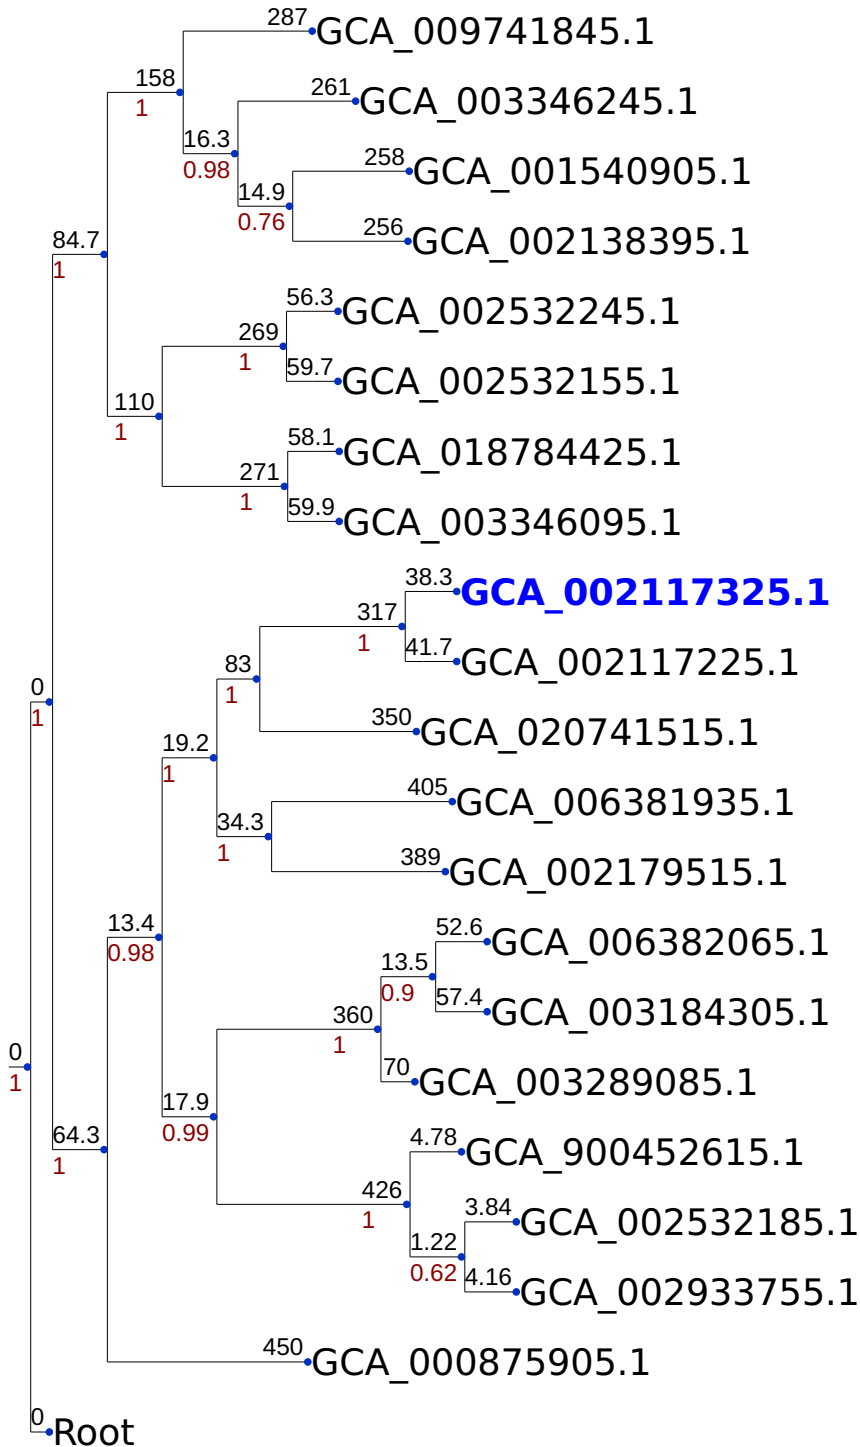 287 GCA_009741845.1
158
1
261 GCA_003346245.1
16.3
0.98
258 GCA_001540905.1
14.9
0.76
256 GCA_002138395.1
84.7
1
56.3 GCA_002532245.1
269
1
59.7 GCA_002532155.1
110
1
58.1 GCA_018784425.1
271
1
59.9 GCA_003346095.1
38.3 GCA_002117325.1
317
1
41.7 GCA_002117225.1
83
1
0
1
350 GCA_020741515.1
19.2
1
405 GCA_006381935.1
34.3
1
389 GCA_002179515.1
13.4
0.98
52.6 GCA_006382065.1
13.5
0.9
57.4 GCA_003184305.1
360
1
0
1
70 GCA_003289085.1
17.9
0.99
64.3
1
4.78 GCA_900452615.1
426
1
3.84 GCA_002532185.1
1.22
0.62
4.16 GCA_002933755.1
450 GCA_000875905.1
0 Root